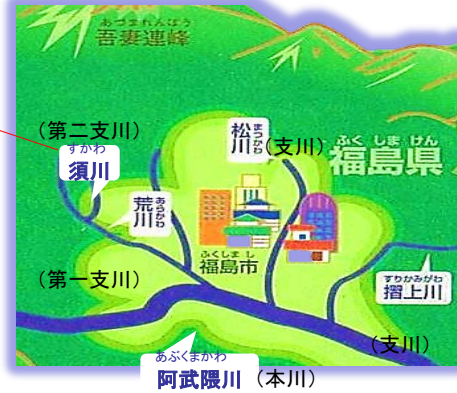 あづまれんぽう
吾妻連峰
(第二支川)
すかわ
須川
まつかわ
松川
(支川)
ふくしまけん
福島県
あらかわ
荒川
ふくしまし
福島市
(第一支川)
すりかみがわ
摺上川
(支川)
あぶくまかわ
阿武隈川
(本川)